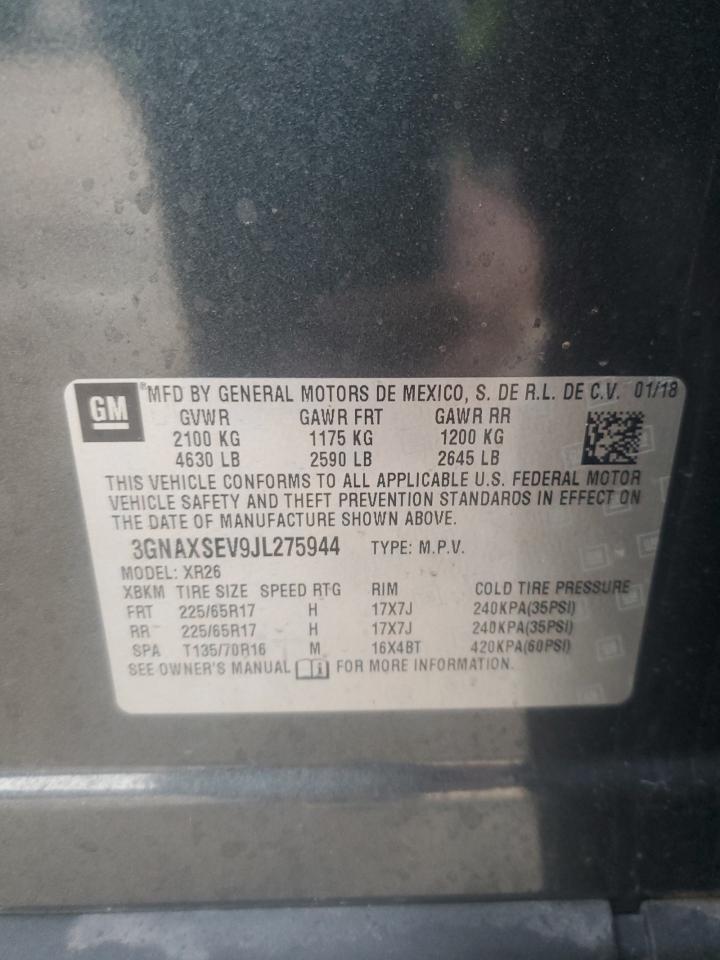 GM ® MFD BY GENERAL MOTORS DE MEXICO, S. DE R.L. DE C.V. 01/18
GVWR GAWR FRT GAWR RR
2100 KG 1175 KG 1200 KG
4630 LB 2590 LB 2645 LB
THIS VEHICLE CONFORMS TO ALL APPLICABLE U.S. FEDERAL MOTOR
VEHICLE SAFETY AND THEFT PREVENTION STANDARDS IN EFFECT ON
THE DATE OF MANUFACTURE SHOWN ABOVE.
3GNAXSEV9JL275944 TYPE: M.P.V.
MODEL: XR26
XBKM TIRE SIZE SPEED RTG RIM COLD TIRE PRESSURE
FRT 225/65R17 H 17X7J 240KPA(35PSI)
RR 225/65R17 H 17X7J 240KPA(35PSI)
SPA T135/70R16 M 16X4BT 420KPA(60PSI)
SEE OWNER'S MANUAL FOR MORE INFORMATION.